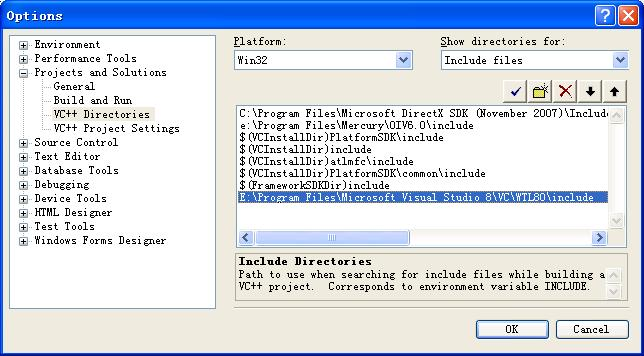 Options
Environment
Performance Tools
Projects and Solutions
General
Build and Run
VC++ Directories
VC++ Project Settings
Source Control
Text Editor
Database Tools
Debugging
Device Tools
HTML Designer
Test Tools
Windows Forms Designer
Platform:
Show directories for:
Win32
Include files
C:\Program Files\Microsoft DirectX SDK (November 2007)\Include
e:\Program Files\Mercury\OIV6.0\include
$(VCInstallDir)PlatformSDK\include
$(VCInstallDir)include
$(VCInstallDir)atlmfc\include
$(VCInstallDir)PlatformSDK\common\include
$(FrameworkSDKDir)include
E:\Program Files\Microsoft Visual Studio 8\VC\WTL80\include
Include Directories
Path to use when searching for include files while building a
VC++ project. Corresponds to environment variable INCLUDE.
OK
Cancel